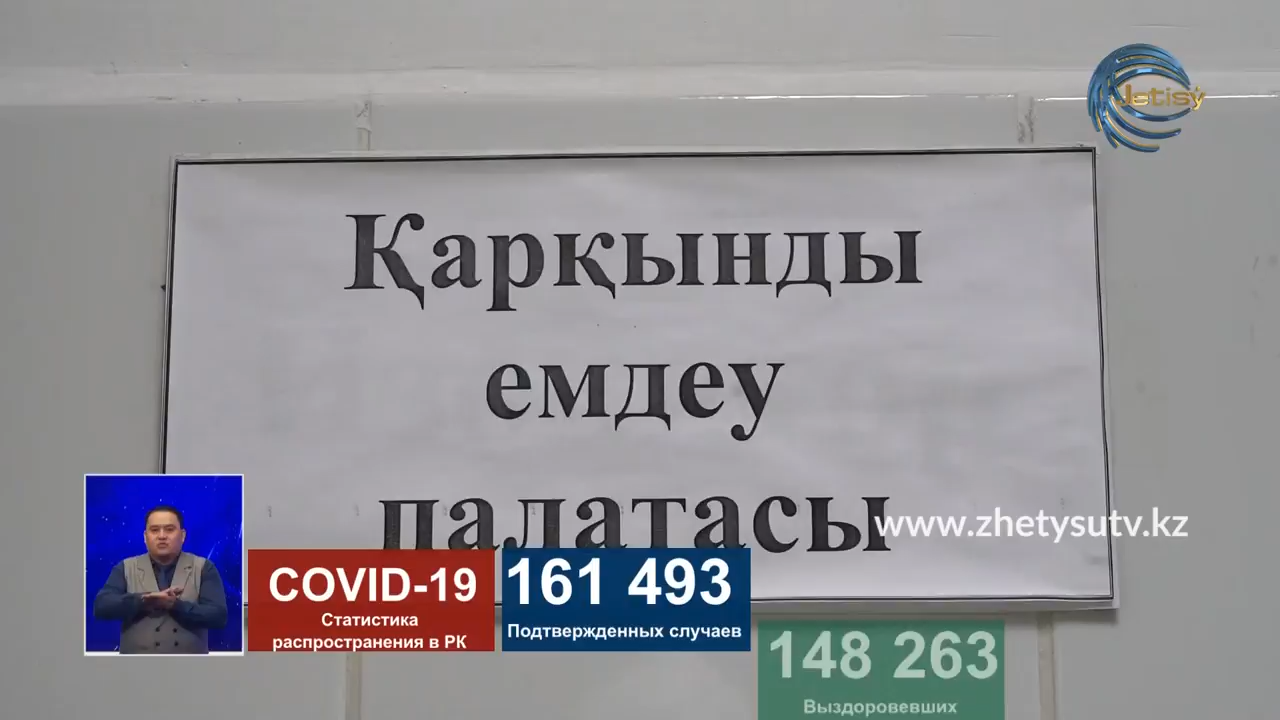 Jetisý
Қарқынды
емдеу
палатасы
www.zhetysutv.kz
COVID-19
Статистика
распространения в РК
161 493
Подтвержденных случаев
148 263
Выздоровевших